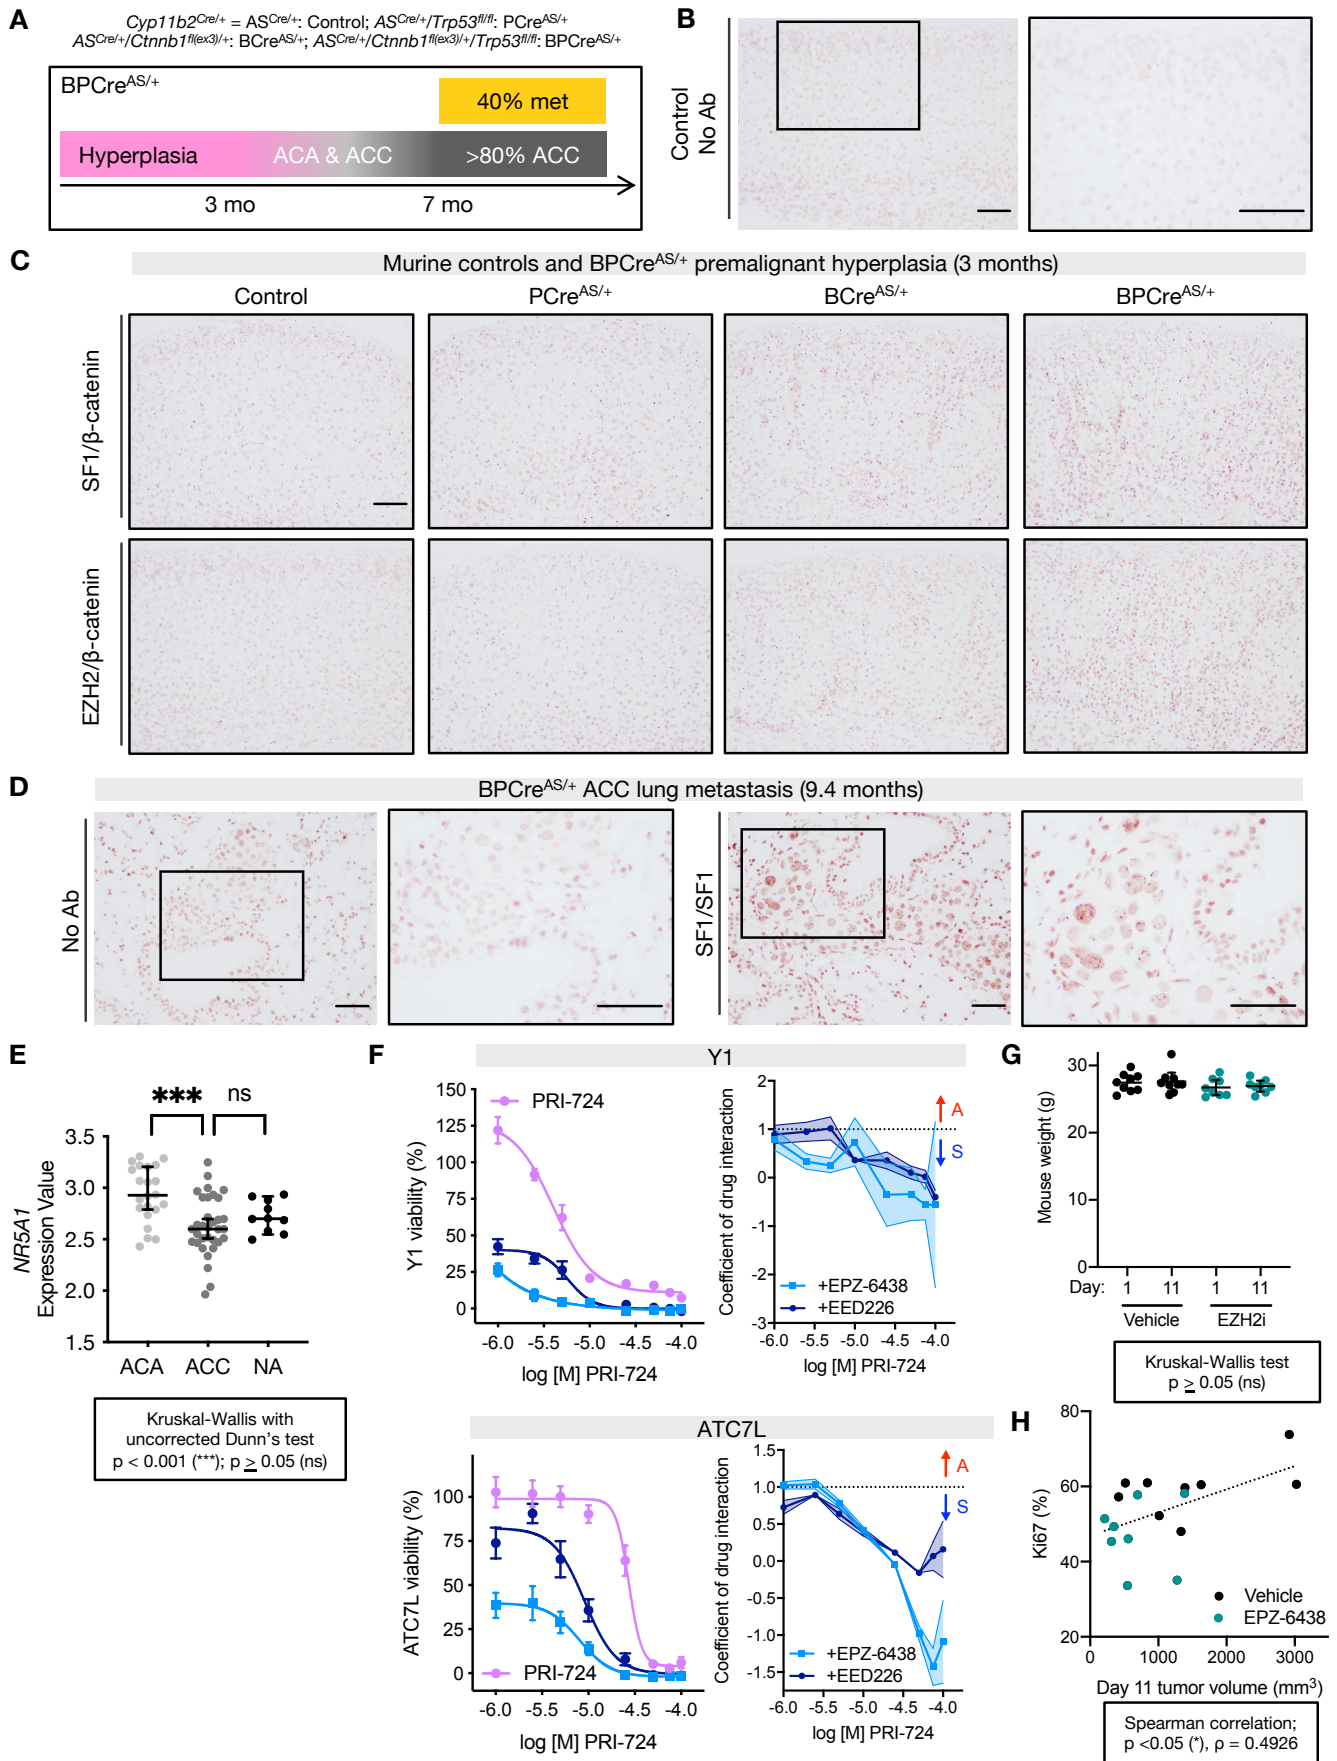 A
Cyp11b2Cre/+ = ASCre/+: Control; ASCre/+/Trp53fl/fl: PCreAS/+
ASCre/+/Ctnnb1fl(ex3)/+: BCreAS/+; ASCre/+/Ctnnb1fl(ex3)/+/Trp53fl/fl: BPCreAS/+
BPCreAS/+
40% met
Hyperplasia
ACA & ACC
>80% ACC
3 mo
7 mo
B
Control
No Ab
C
Murine controls and BPCreAS/+ premalignant hyperplasia (3 months)
Control
PCreAS/+
BCreAS/+
BPCreAS/+
SF1/β-catenin
EZH2/β-catenin
D
BPCreAS/+ ACC lung metastasis (9.4 months)
No Ab
SF1/SF1
E
*** ns
NR5A1
Expression Value
3.5
3.0
2.5
2.0
1.5
ACA
ACC
NA
Kruskal-Wallis with
uncorrected Dunn's test
p < 0.001 (***); p ≥ 0.05 (ns)
F
Y1
Y1 viability (%)
150
125
100
75
50
25
0
PRI-724
-6.0 -5.5 -5.0 -4.5 -4.0
log [M] PRI-724
Coefficient of drug interaction
2
1
0
-1
-2
-3
A
S
+EPZ-6438
+EED226
-6.0 -5.5 -5.0 -4.5 -4.0
log [M] PRI-724
ATC7L
ATC7L viability (%)
100
75
50
25
0
PRI-724
-6.0 -5.5 -5.0 -4.5 -4.0
log [M] PRI-724
Coefficient of drug interaction
1.5
1.0
0.5
0.0
-0.5
-1.0
-1.5
A
S
+EPZ-6438
+EED226
-6.0 -5.5 -5.0 -4.5 -4.0
log [M] PRI-724
G
Mouse weight (g)
30
20
10
0
Day: 1 11 1 11
Vehicle
EZH2i
Kruskal-Wallis test
p ≥ 0.05 (ns)
H
Ki67 (%)
80
60
40
20
Vehicle
EPZ-6438
0 1000 2000 3000
Day 11 tumor volume (mm3)
Spearman correlation;
p <0.05 (*), ρ = 0.4926